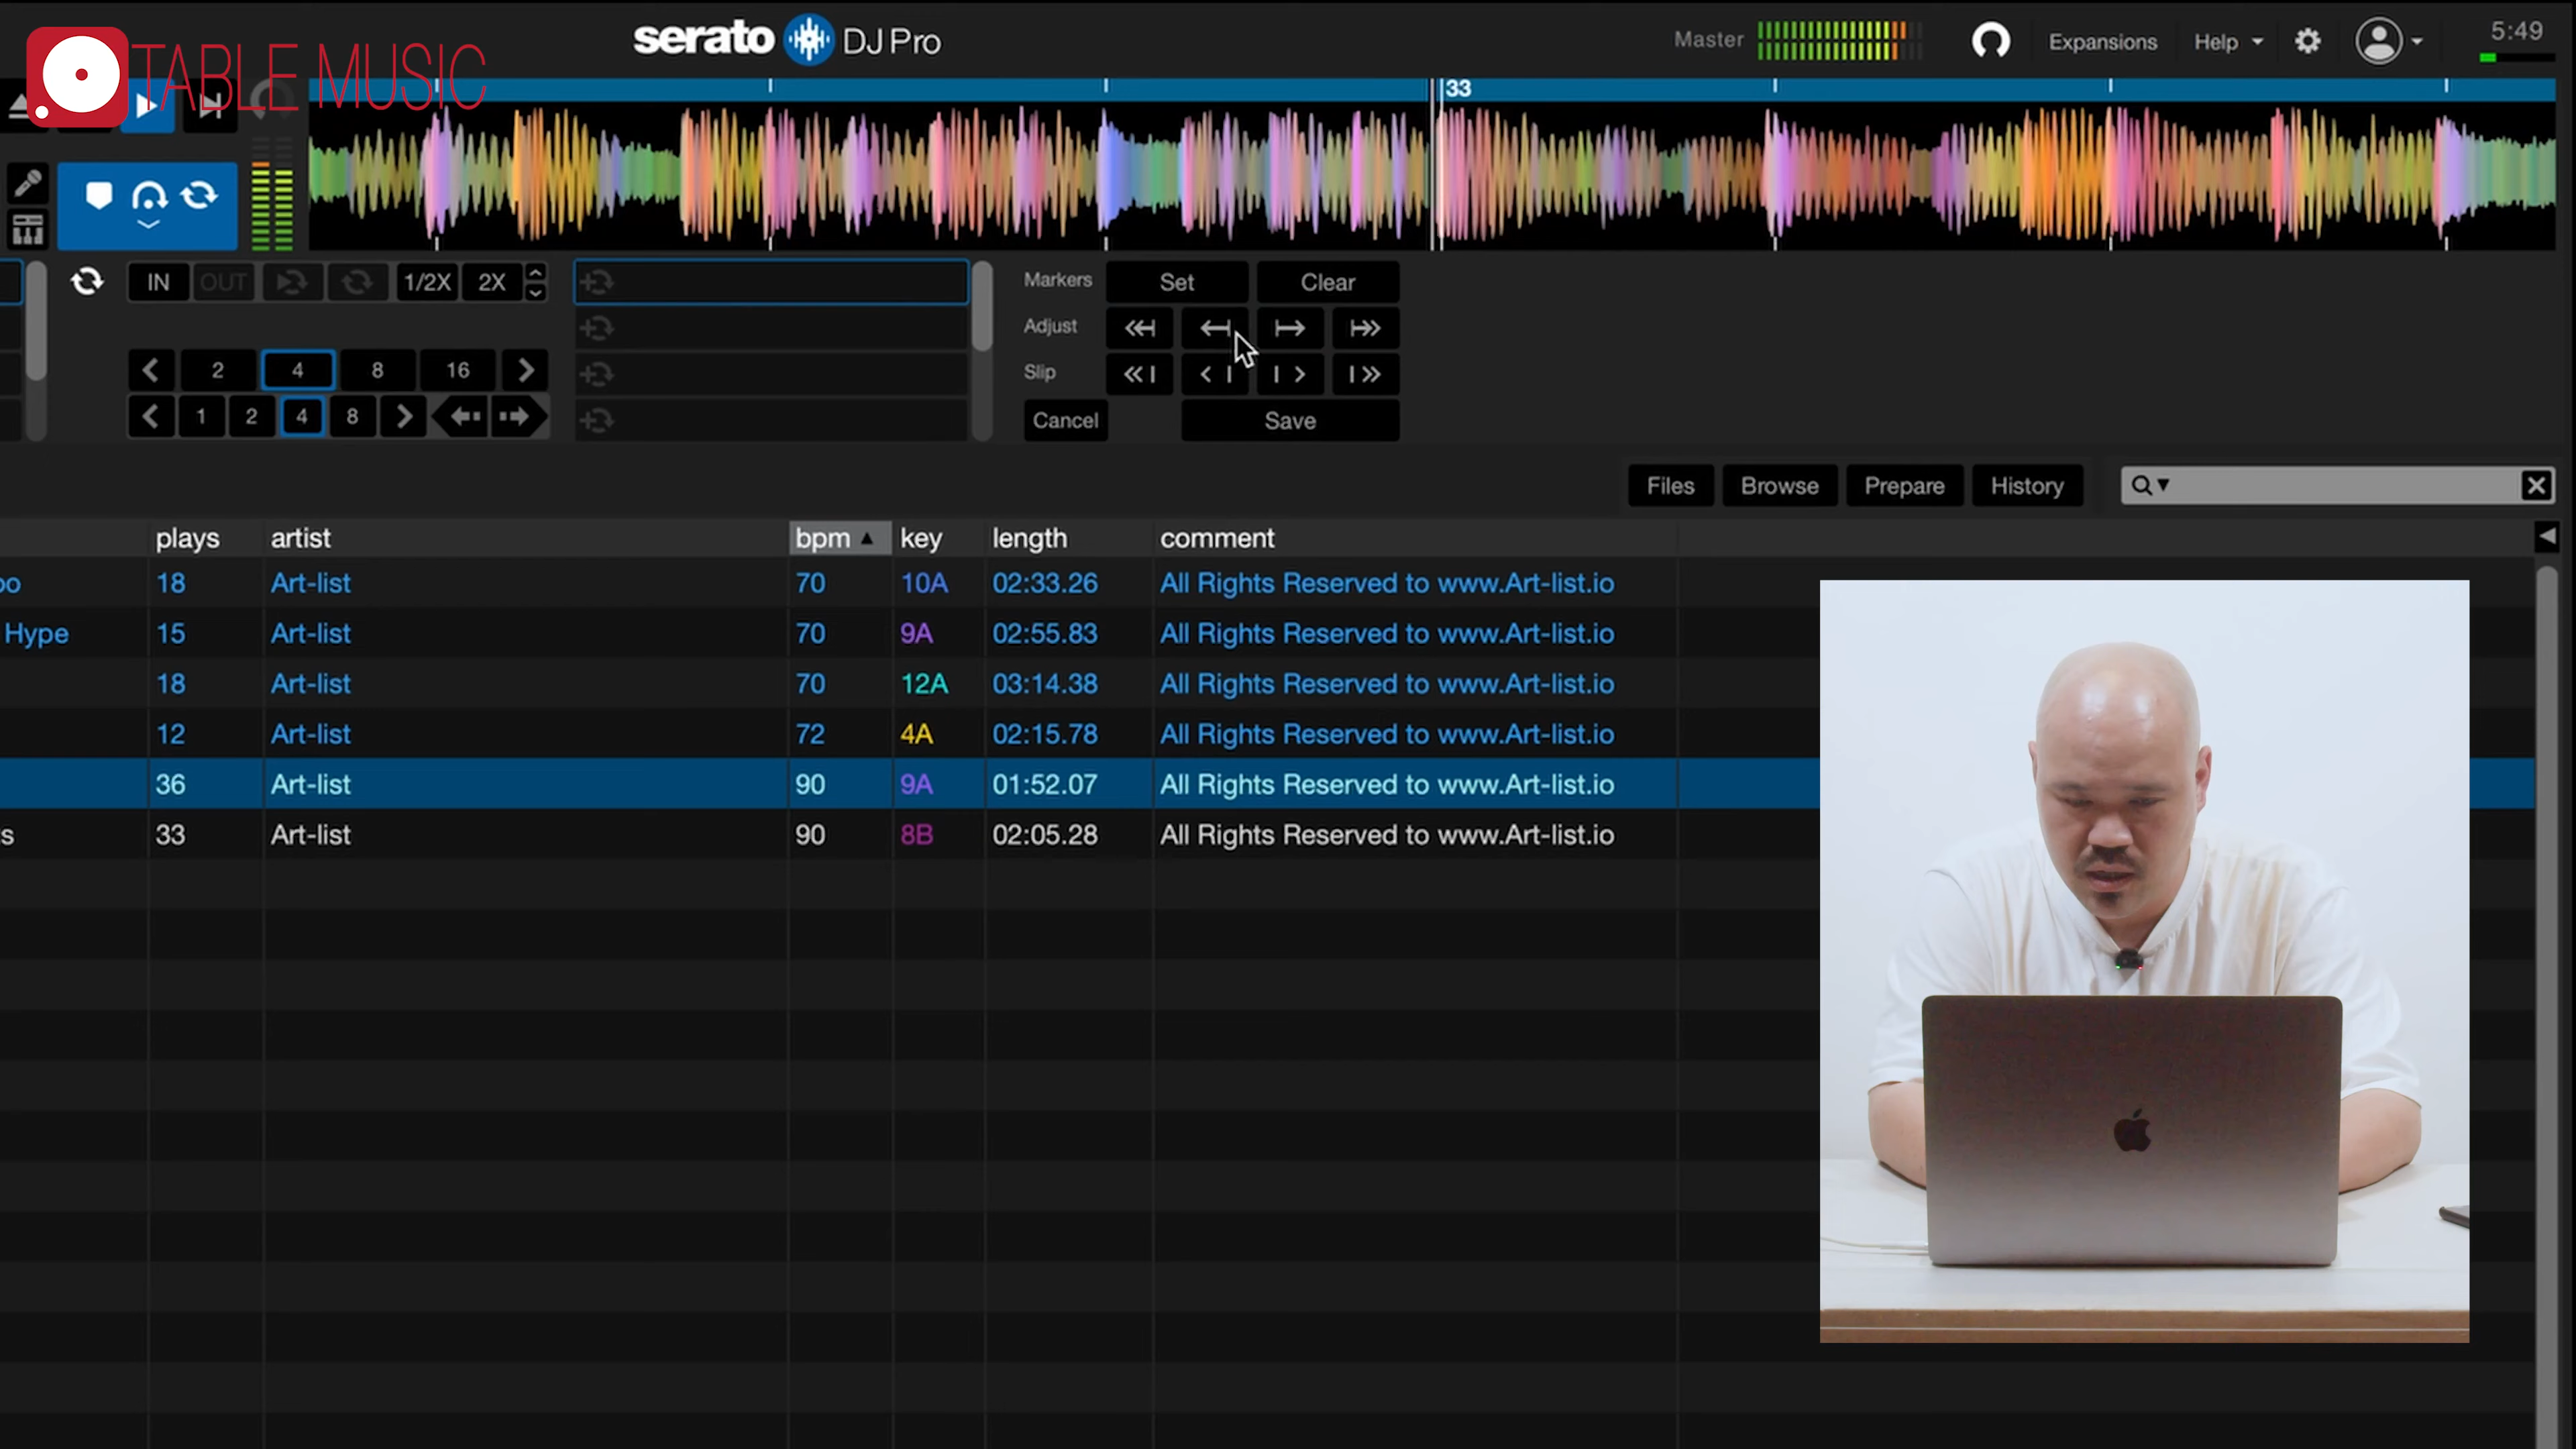 TABLE MUSIC
serato DJ Pro
Master
Expansions
Help
5:49
33
IN OUT 1/2X 2X
2 4 8 16
1 2 4 8
Markers Set Clear
Adjust
Slip
Cancel Save
Files Browse Prepare History
plays artist bpm key length comment
oo 18 Art-list 70 10A 02:33.26 All Rights Reserved to www.Art-list.io
Hype 15 Art-list 70 9A 02:55.83 All Rights Reserved to www.Art-list.io
18 Art-list 70 12A 03:14.38 All Rights Reserved to www.Art-list.io
12 Art-list 72 4A 02:15.78 All Rights Reserved to www.Art-list.io
36 Art-list 90 9A 01:52.07 All Rights Reserved to www.Art-list.io
s 33 Art-list 90 8B 02:05.28 All Rights Reserved to www.Art-list.io